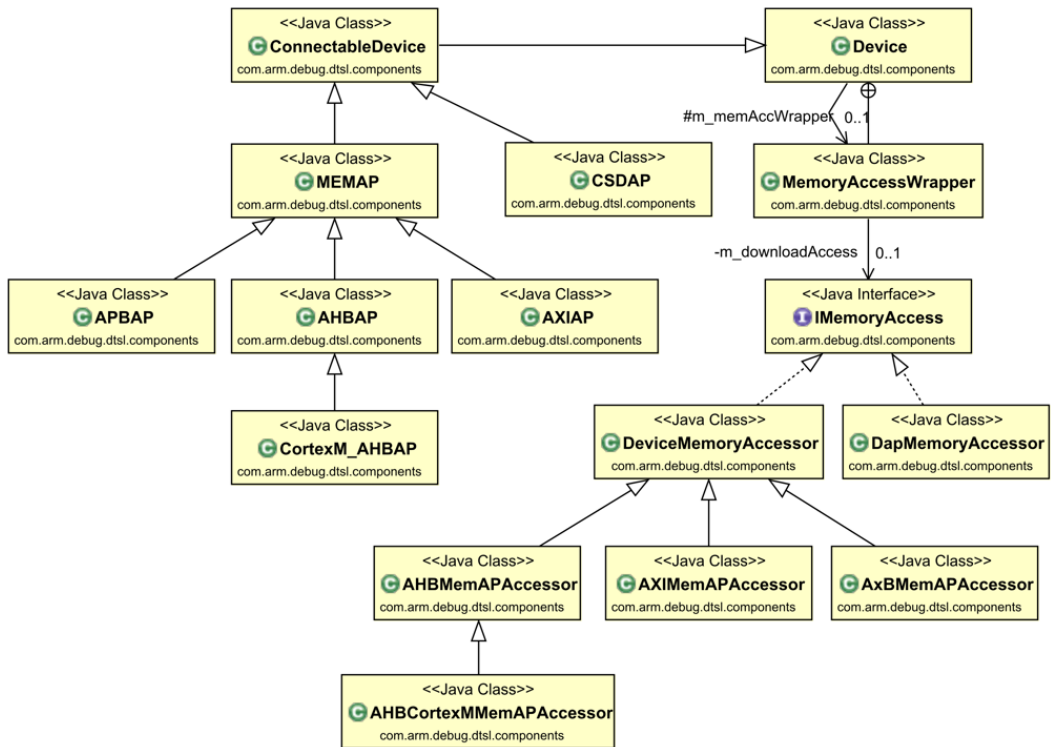 <<Java Class>>
ConnectableDevice
com.arm.debug.dtsl.components
<<Java Class>>
Device
com.arm.debug.dtsl.components
#m_memAccWrapper
0..1
<<Java Class>>
MEMAP
com.arm.debug.dtsl.components
<<Java Class>>
CSDAP
com.arm.debug.dtsl.components
<<Java Class>>
MemoryAccessWrapper
com.arm.debug.dtsl.components
-m_downloadAccess
0..1
<<Java Class>>
APBAP
com.arm.debug.dtsl.components
<<Java Class>>
AHBAP
com.arm.debug.dtsl.components
<<Java Class>>
AXIAP
com.arm.debug.dtsl.components
<<Java Interface>>
IMemoryAccess
com.arm.debug.dtsl.components
<<Java Class>>
CortexM_AHBAP
com.arm.debug.dtsl.components
<<Java Class>>
DeviceMemoryAccessor
com.arm.debug.dtsl.components
<<Java Class>>
DapMemoryAccessor
com.arm.debug.dtsl.components
<<Java Class>>
AHBMemAPAccessor
com.arm.debug.dtsl.components
<<Java Class>>
AXIMemAPAccessor
com.arm.debug.dtsl.components
<<Java Class>>
AxBMemAPAccessor
com.arm.debug.dtsl.components
<<Java Class>>
AHBCortexMMemAPAccessor
com.arm.debug.dtsl.components